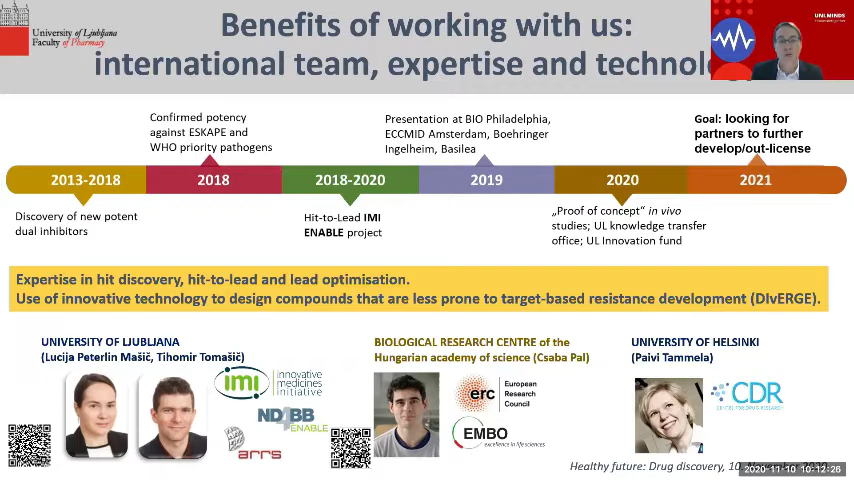 University of Ljubljana
Faculty of Pharmacy
Benefits of working with us:
international team, expertise and technol
UNI.MINDS
Confirmed potency
against ESKAPE and
WHO priority pathogens
Presentation at BIO Philadelphia,
ECCMID Amsterdam, Boehringer
Ingelheim, Basilea
Goal: looking for
partners to further
develop/out-license
2013-2018
2018
2018-2020
2019
2020
2021
Discovery of new potent
dual inhibitors
Hit-to-Lead IMI
ENABLE project
„Proof of concept“ in vivo
studies; UL knowledge transfer
office; UL Innovation fund
Expertise in hit discovery, hit-to-lead and lead optimisation.
Use of innovative technology to design compounds that are less prone to target-based resistance development (DIvERGE).
UNIVERSITY OF LJUBLJANA
(Lucija Peterlin Mašič, Tihomir Tomašič)
BIOLOGICAL RESEARCH CENTRE of the
Hungarian academy of science (Csaba Pal)
UNIVERSITY OF HELSINKI
(Paivi Tammela)
imi
innovative
medicines
initiative
ND4BB
ENABLE
arrs
erc
European
Research
Council
EMBO
excellence in life sciences
CDR
CENTRE FOR DRUG RESEARCH
Healthy future: Drug discovery, 10
2020-11-10 10:12:26